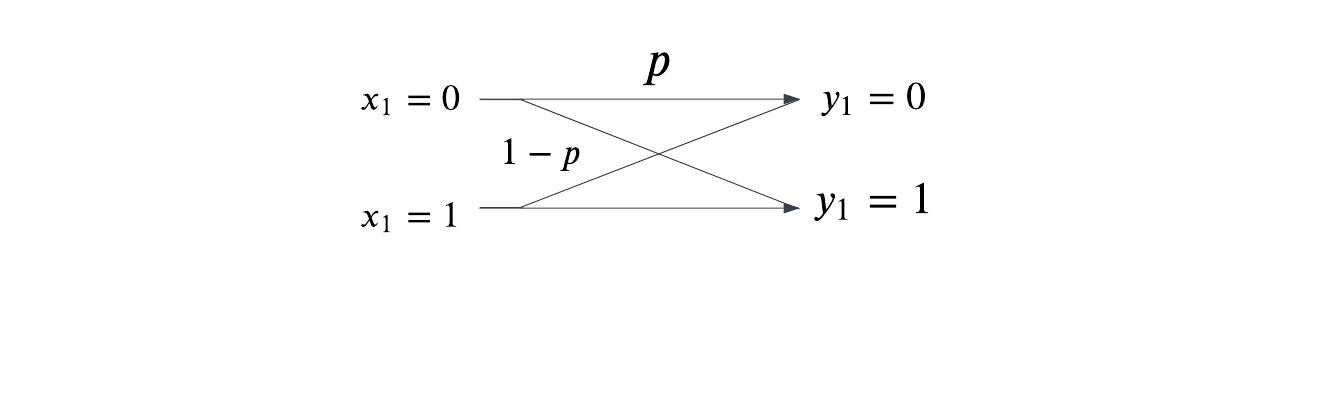 p
x₁ = 0 y₁ = 0
1 − p
x₁ = 1 y₁ = 1